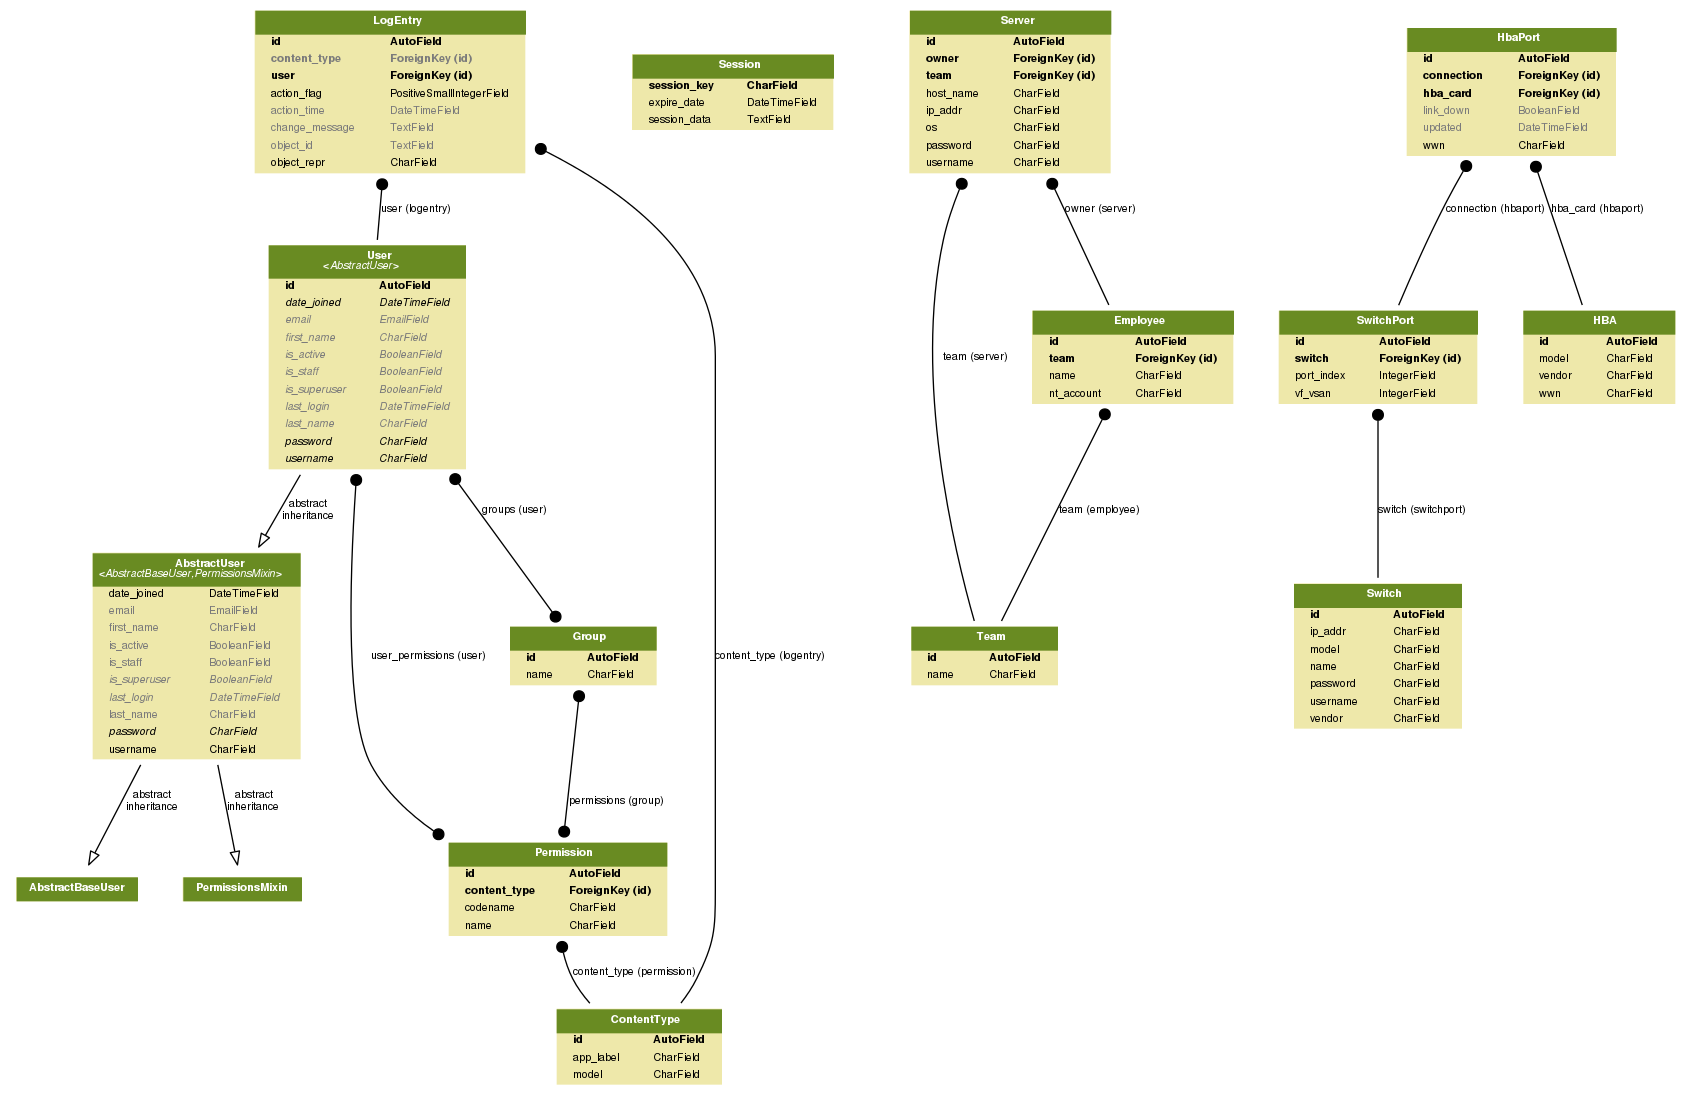 LogEntry
id AutoField
content_type ForeignKey (id)
user ForeignKey (id)
action_flag PositiveSmallIntegerField
action_time DateTimeField
change_message TextField
object_id TextField
object_repr CharField
Session
session_key CharField
expire_date DateTimeField
session_data TextField
Server
id AutoField
owner ForeignKey (id)
team ForeignKey (id)
host_name CharField
ip_addr CharField
os CharField
password CharField
username CharField
HbaPort
id AutoField
connection ForeignKey (id)
hba_card ForeignKey (id)
link_down BooleanField
updated DateTimeField
wwn CharField
user (logentry)
owner (server)
connection (hbaport)
hba_card (hbaport)
User
<AbstractUser>
id AutoField
date_joined DateTimeField
email EmailField
first_name CharField
is_active BooleanField
is_staff BooleanField
is_superuser BooleanField
last_login DateTimeField
last_name CharField
password CharField
username CharField
team (server)
Employee
id AutoField
team ForeignKey (id)
name CharField
nt_account CharField
SwitchPort
id AutoField
switch ForeignKey (id)
port_index IntegerField
vf_vsan IntegerField
HBA
id AutoField
model CharField
vendor CharField
wwn CharField
abstract
inheritance
groups (user)
team (employee)
switch (switchport)
AbstractUser
<AbstractBaseUser,PermissionsMixin>
date_joined DateTimeField
email EmailField
first_name CharField
is_active BooleanField
is_staff BooleanField
is_superuser BooleanField
last_login DateTimeField
last_name CharField
password CharField
username CharField
user_permissions (user)
Group
id AutoField
name CharField
content_type (logentry)
Team
id AutoField
name CharField
Switch
id AutoField
ip_addr CharField
model CharField
name CharField
password CharField
username CharField
vendor CharField
abstract
inheritance
abstract
inheritance
permissions (group)
AbstractBaseUser
PermissionsMixin
Permission
id AutoField
content_type ForeignKey (id)
codename CharField
name CharField
content_type (permission)
ContentType
id AutoField
app_label CharField
model CharField